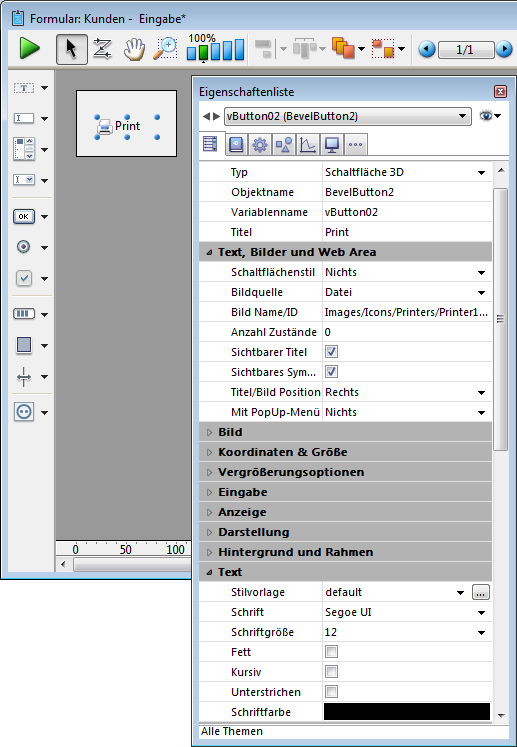 Formular: Kunden - Eingabe*
100%
1/1
T
Print
OK
0 50 100
Eigenschaftenliste
vButton02 (BevelButton2)
Typ Schaltfläche 3D
Objektname BevelButton2
Variablenname vButton02
Titel Print
Text, Bilder und Web Area
Schaltflächenstil Nichts
Bildquelle Datei
Bild Name/ID Images/Icons/Printers/Printer1...
Anzahl Zustände 0
Sichtbarer Titel
Sichtbares Sym...
Titel/Bild Position Rechts
Mit PopUp-Menü Nichts
Bild
Koordinaten & Größe
Vergrößerungsoptionen
Eingabe
Anzeige
Darstellung
Hintergrund und Rahmen
Text
Stilvorlage default ...
Schrift Segoe UI
Schriftgröße 12
Fett
Kursiv
Unterstrichen
Schriftfarbe
Alle Themen